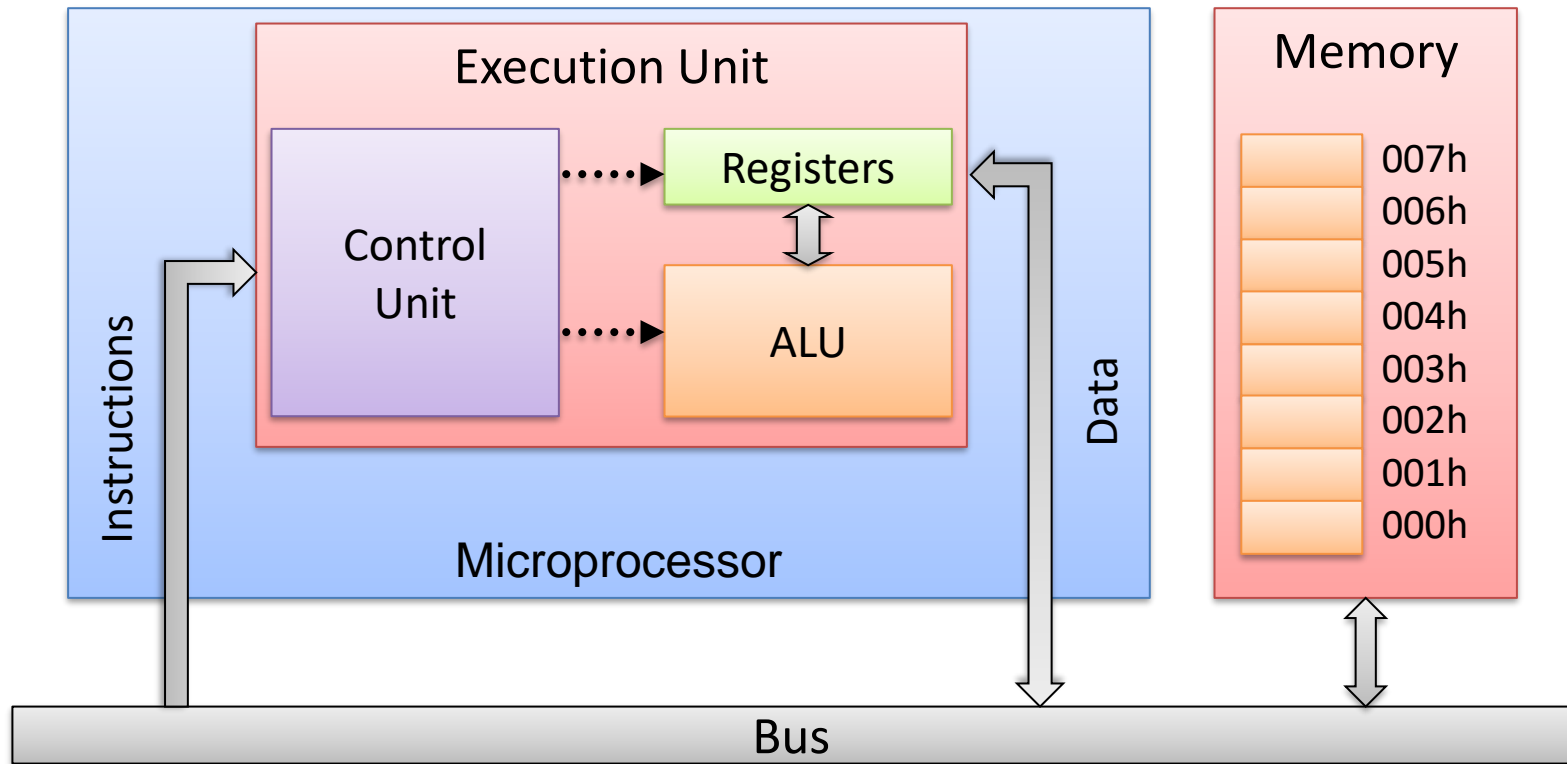 Execution Unit
Control
Unit
Registers
ALU
Instructions
Data
Microprocessor
Memory
007h
006h
005h
004h
003h
002h
001h
000h
Bus